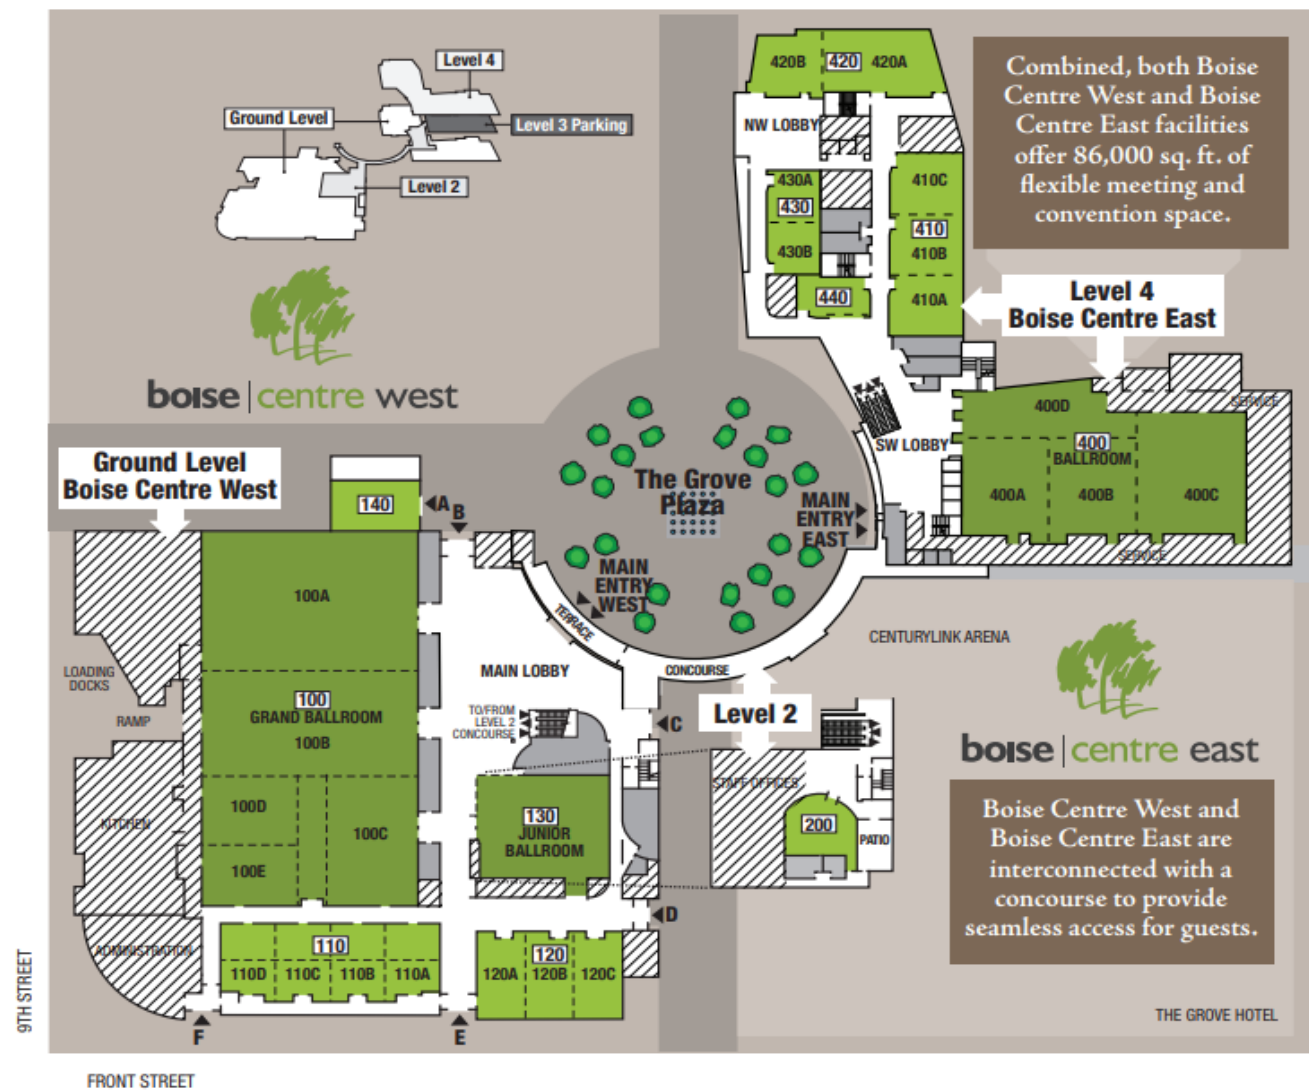 Level 4
Ground Level
Level 3 Parking
Level 2
boise | centre west
420B
420
420A
NW LOBBY
430A
430
430B
440
410C
410
410B
410A
Combined, both Boise
Centre West and Boise
Centre East facilities
offer 86,000 sq. ft. of
flexible meeting and
convention space.
Level 4
Boise Centre East
SW LOBBY
400D
400
BALLROOM
400A
400B
400C
SERVICE
SERVICE
Ground Level
Boise Centre West
The Grove
Plaza
MAIN
ENTRY
EAST
MAIN
ENTRY
WEST
TERRACE
CONCOURSE
140
A
B
100A
LOADING
DOCKS
RAMP
100
GRAND BALLROOM
100B
100D
100C
100E
KITCHEN
ADMINISTRATION
MAIN LOBBY
TO/FROM
LEVEL 2
CONCOURSE
C
130
JUNIOR
BALLROOM
D
110
110D
110C
110B
110A
120
120A
120B
120C
F
E
Level 2
STAFF OFFICES
200
PATIO
CENTURYLINK ARENA
boise | centre east
Boise Centre West and
Boise Centre East are
interconnected with a
concourse to provide
seamless access for guests.
THE GROVE HOTEL
9TH STREET
FRONT STREET